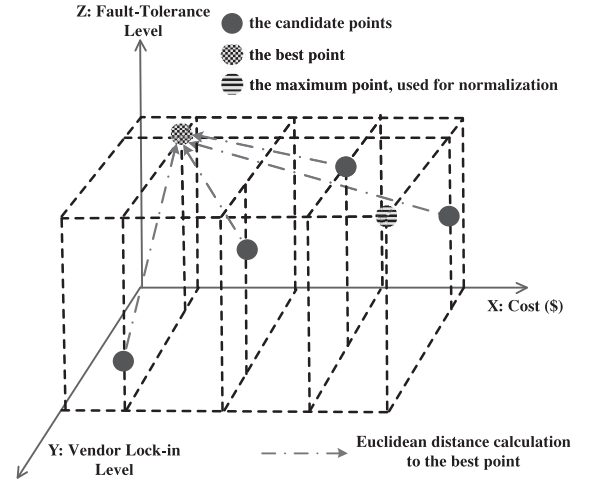 Z: Fault-Tolerance
Level
the candidate points
the best point
the maximum point, used for normalization
X: Cost ($)
Y: Vendor Lock-in
Level
Euclidean distance calculation
to the best point